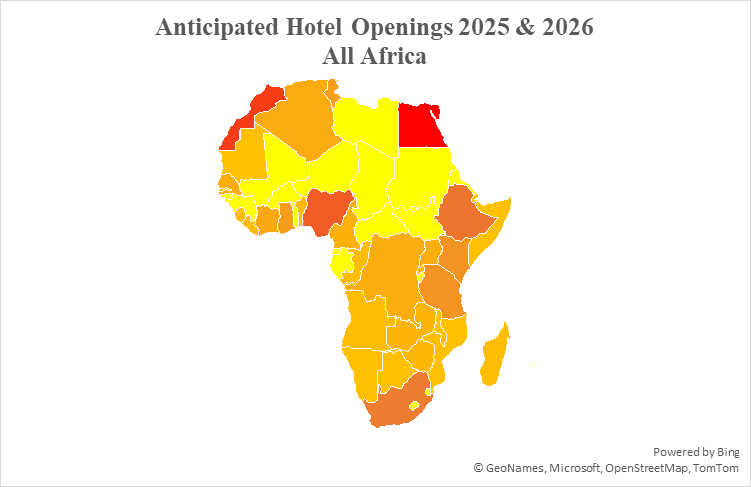 Anticipated Hotel Openings 2025 & 2026
All Africa
Powered by Bing
© GeoNames, Microsoft, OpenStreetMap, TomTom